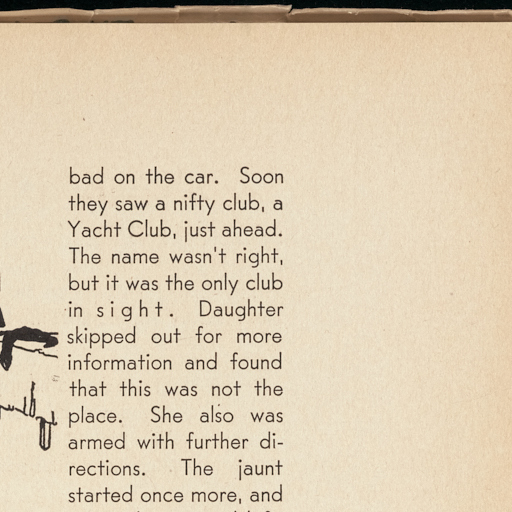 bad on the car. Soon
they saw a nifty club, a
Yacht Club, just ahead.
The name wasn't right,
but it was the only club
in sight. Daughter
skipped out for more
information and found
that this was not the
place. She also was
armed with further di-
rections. The jaunt
started once more, and